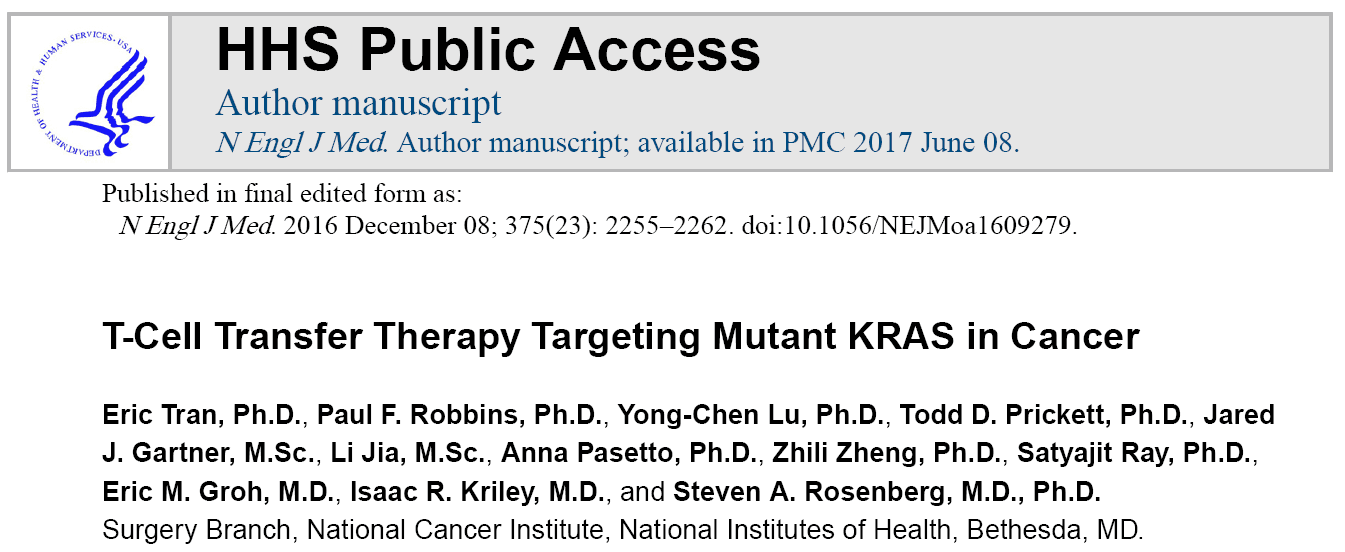 DEPARTMENT OF HEALTH & HUMAN SERVICES · USA
HHS Public Access
Author manuscript
N Engl J Med. Author manuscript; available in PMC 2017 June 08.
Published in final edited form as:
N Engl J Med. 2016 December 08; 375(23): 2255–2262. doi:10.1056/NEJMoa1609279.
T-Cell Transfer Therapy Targeting Mutant KRAS in Cancer
Eric Tran, Ph.D., Paul F. Robbins, Ph.D., Yong-Chen Lu, Ph.D., Todd D. Prickett, Ph.D., Jared
J. Gartner, M.Sc., Li Jia, M.Sc., Anna Pasetto, Ph.D., Zhili Zheng, Ph.D., Satyajit Ray, Ph.D.,
Eric M. Groh, M.D., Isaac R. Kriley, M.D., and Steven A. Rosenberg, M.D., Ph.D.
Surgery Branch, National Cancer Institute, National Institutes of Health, Bethesda, MD.